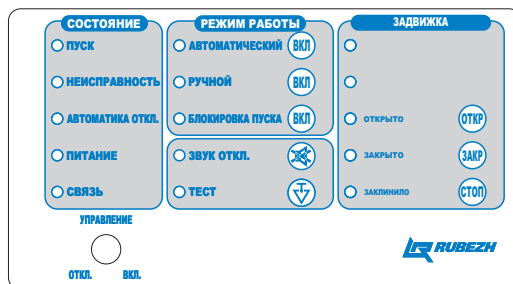 СОСТОЯНИЕ
ПУСК
НЕИСПРАВНОСТЬ
АВТОМАТИКА ОТКЛ.
ПИТАНИЕ
СВЯЗЬ
РЕЖИМ РАБОТЫ
АВТОМАТИЧЕСКИЙ ВКЛ
РУЧНОЙ ВКЛ
БЛОКИРОВКА ПУСКА ВКЛ
ЗВУК ОТКЛ.
ТЕСТ
ЗАДВИЖКА
ОТКРЫТО ОТКР
ЗАКРЫТО ЗАКР
ЗАКЛИНИЛО СТОП
УПРАВЛЕНИЕ
ОТКЛ. ВКЛ.
RUBEZH